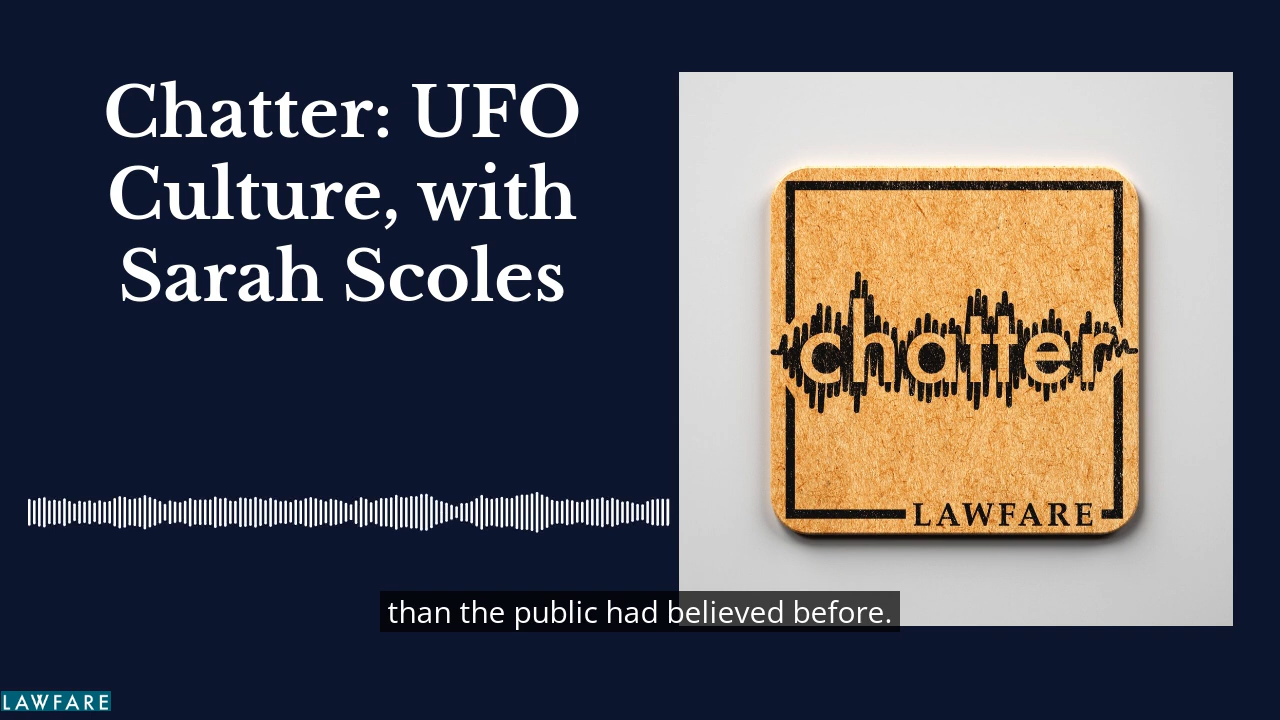 Chatter: UFO
Culture, with
Sarah Scoles
chatter
LAWFARE
than the public had believed before.
LAWFARE